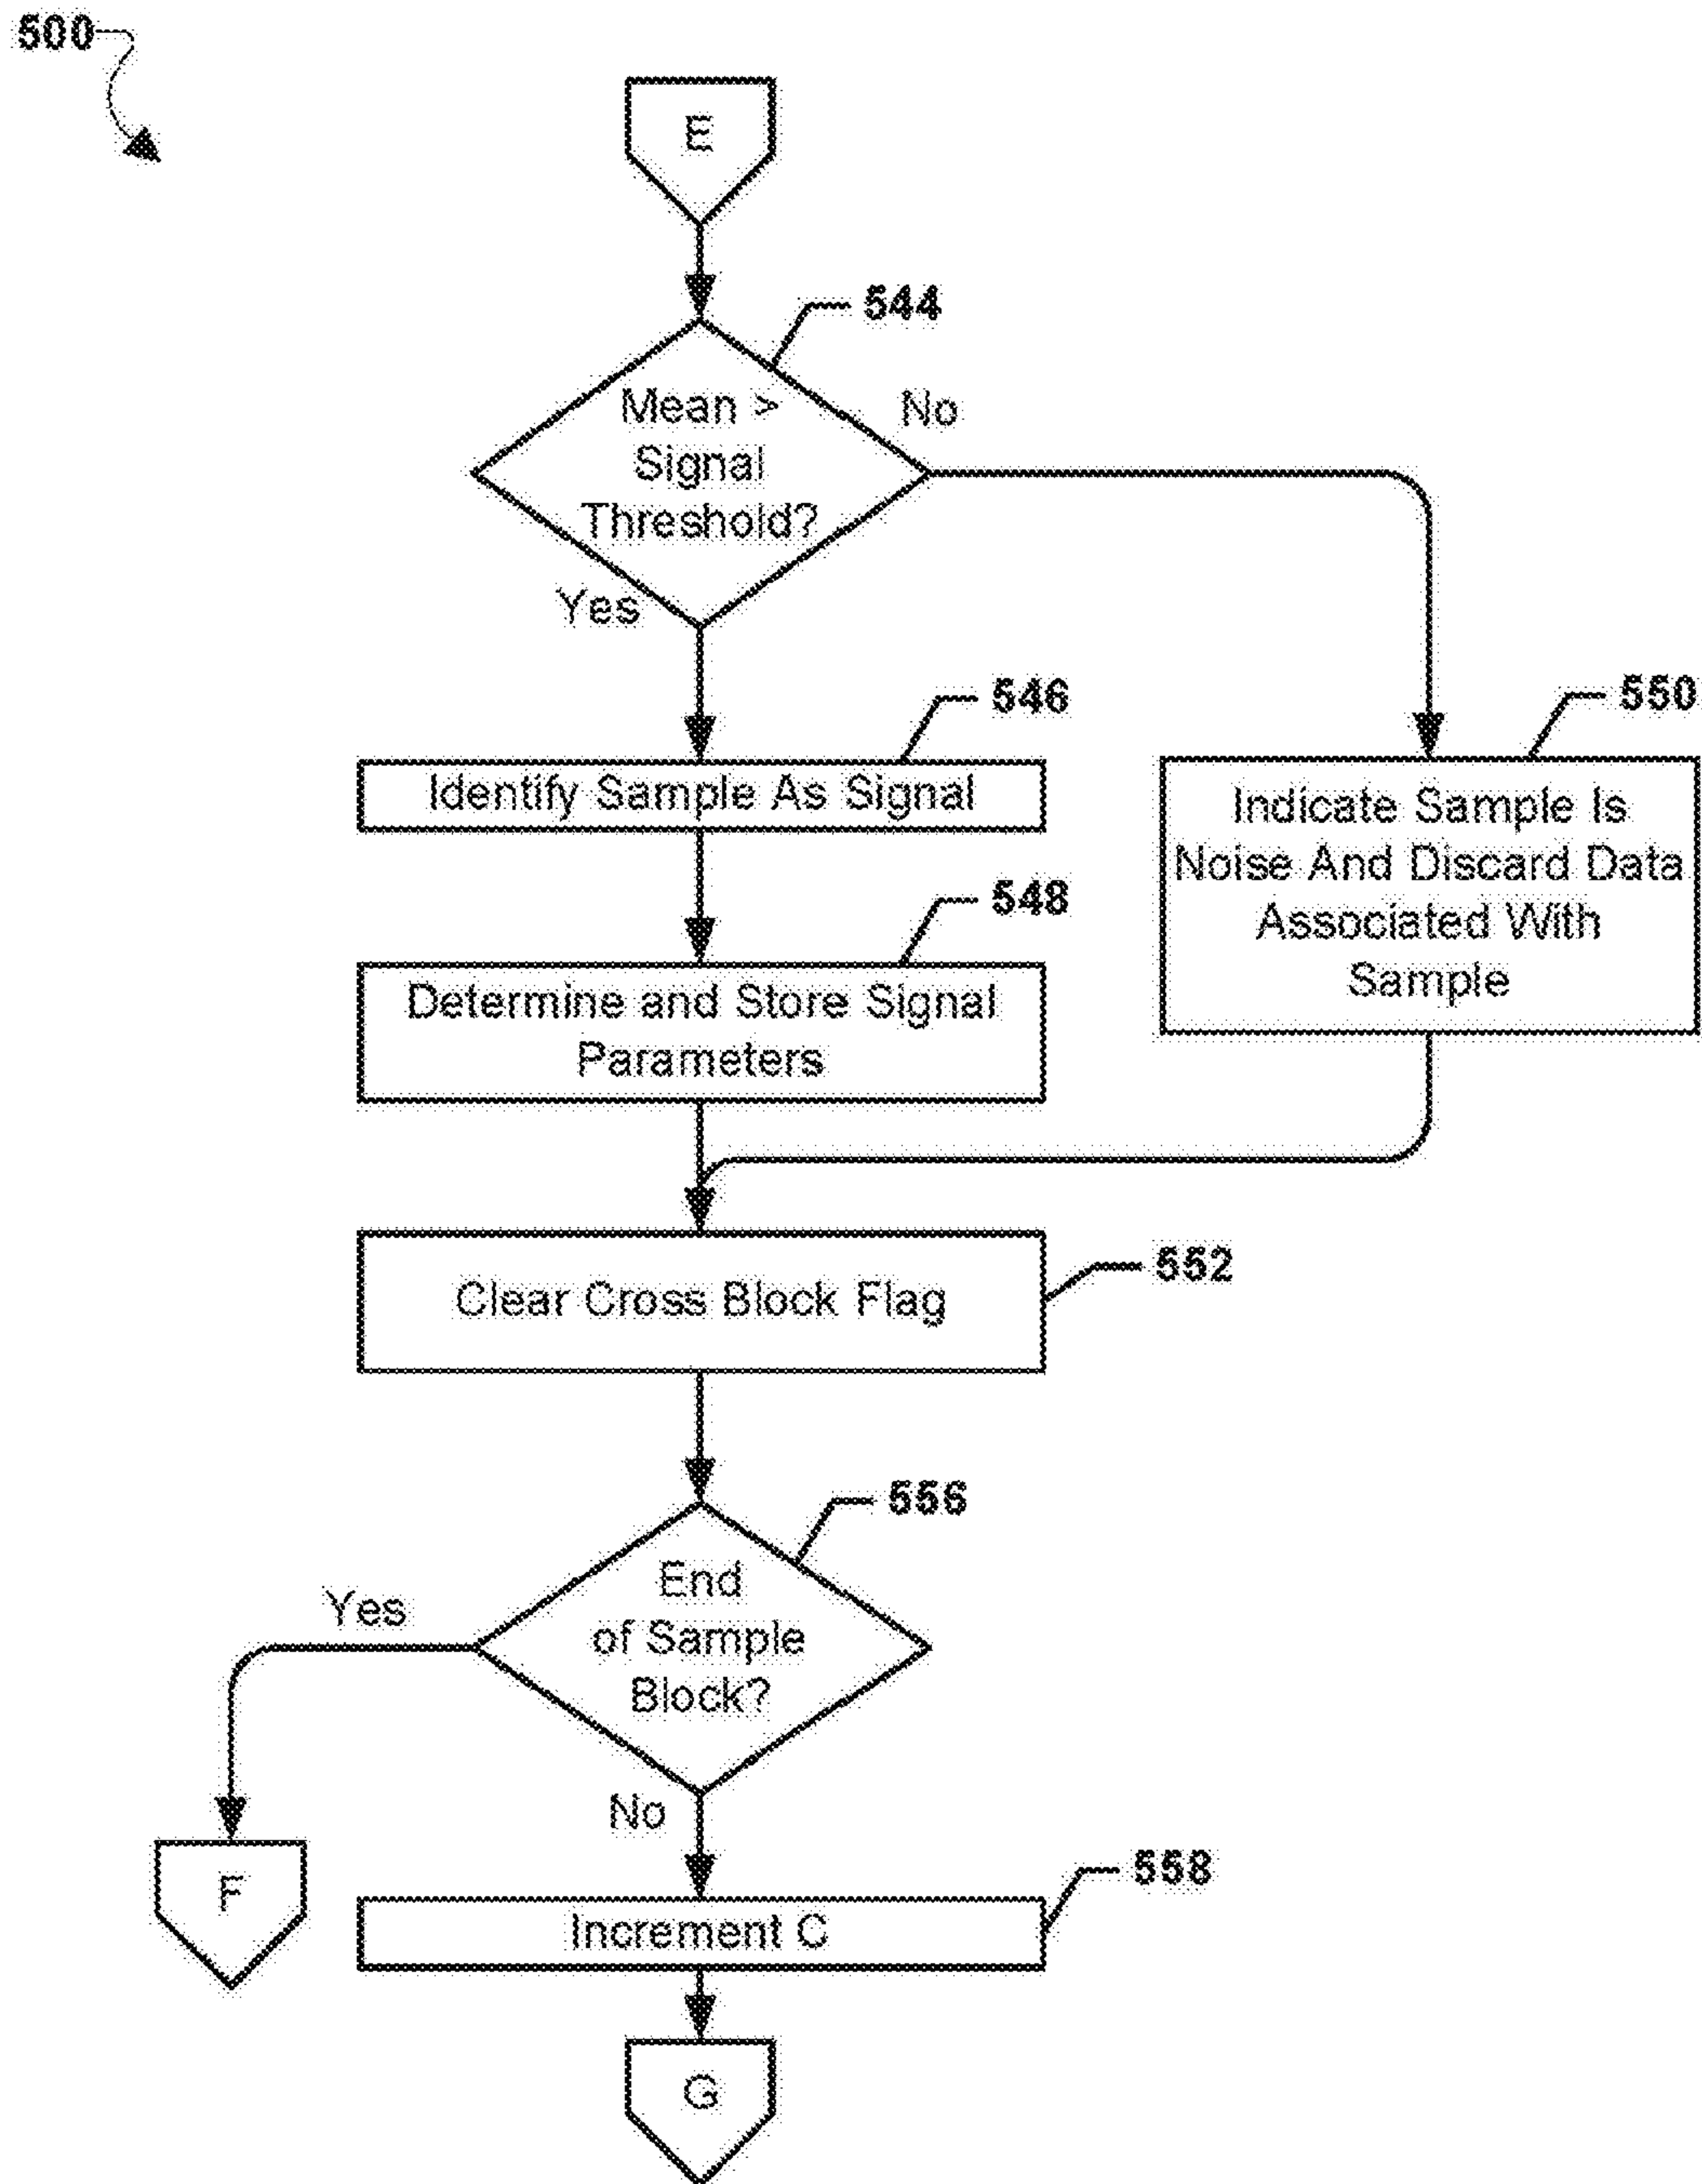 500
E
544
Mean >
Signal
Threshold?
No
Yes
546
Identify Sample As Signal
550
Indicate Sample Is
Noise And Discard Data
Associated With
Sample
548
Determine and Store Signal
Parameters
552
Clear Cross Block Flag
556
End
of Sample
Block?
Yes
No
F
558
Increment C
G